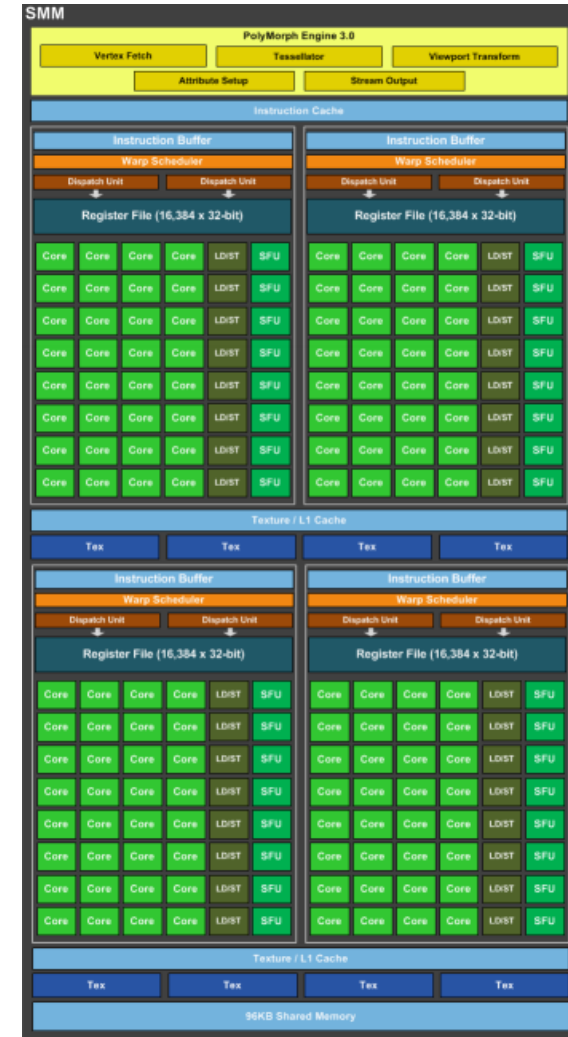 SMM
PolyMorph Engine 3.0
Vertex Fetch Tessellator Viewport Transform
Attribute Setup Stream Output
Instruction Cache
Instruction Buffer Instruction Buffer
Warp Scheduler Warp Scheduler
Dispatch Unit Dispatch Unit Dispatch Unit Dispatch Unit
Register File (16,384 x 32-bit) Register File (16,384 x 32-bit)
Core Core Core Core LD/ST SFU Core Core Core Core LD/ST SFU
Core Core Core Core LD/ST SFU Core Core Core Core LD/ST SFU
Core Core Core Core LD/ST SFU Core Core Core Core LD/ST SFU
Core Core Core Core LD/ST SFU Core Core Core Core LD/ST SFU
Core Core Core Core LD/ST SFU Core Core Core Core LD/ST SFU
Core Core Core Core LD/ST SFU Core Core Core Core LD/ST SFU
Core Core Core Core LD/ST SFU Core Core Core Core LD/ST SFU
Core Core Core Core LD/ST SFU Core Core Core Core LD/ST SFU
Texture / L1 Cache
Tex Tex Tex Tex
Instruction Buffer Instruction Buffer
Warp Scheduler Warp Scheduler
Dispatch Unit Dispatch Unit Dispatch Unit Dispatch Unit
Register File (16,384 x 32-bit) Register File (16,384 x 32-bit)
Core Core Core Core LD/ST SFU Core Core Core Core LD/ST SFU
Core Core Core Core LD/ST SFU Core Core Core Core LD/ST SFU
Core Core Core Core LD/ST SFU Core Core Core Core LD/ST SFU
Core Core Core Core LD/ST SFU Core Core Core Core LD/ST SFU
Core Core Core Core LD/ST SFU Core Core Core Core LD/ST SFU
Core Core Core Core LD/ST SFU Core Core Core Core LD/ST SFU
Core Core Core Core LD/ST SFU Core Core Core Core LD/ST SFU
Core Core Core Core LD/ST SFU Core Core Core Core LD/ST SFU
Texture / L1 Cache
Tex Tex Tex Tex
96KB Shared Memory